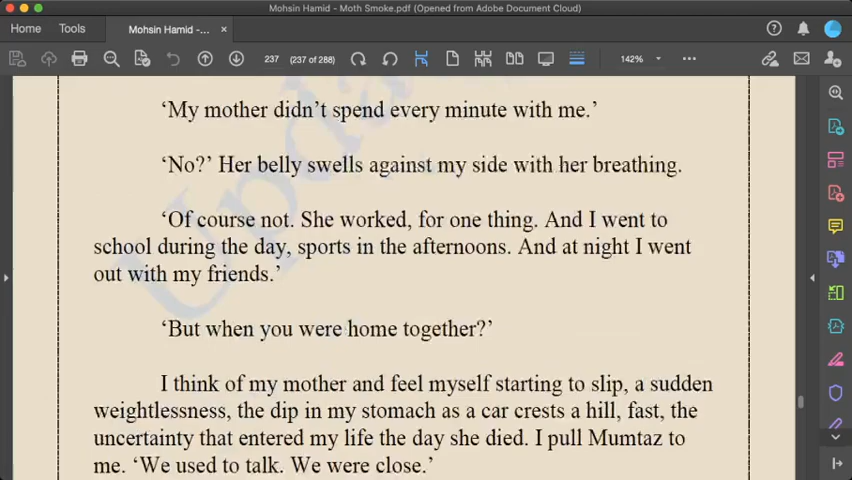 Mohsin Hamid - Moth Smoke.pdf (Opened from Adobe Document Cloud)
Home Tools Mohsin Hamid - Moth ... ×
237 (237 of 288) 142%
‘My mother didn’t spend every minute with me.’
‘No?’ Her belly swells against my side with her breathing.
‘Of course not. She worked, for one thing. And I went to
school during the day, sports in the afternoons. And at night I went
out with my friends.’
‘But when you were home together?’
I think of my mother and feel myself starting to slip, a sudden
weightlessness, the dip in my stomach as a car crests a hill, fast, the
uncertainty that entered my life the day she died. I pull Mumtaz to
me. ‘We used to talk. We were close.’